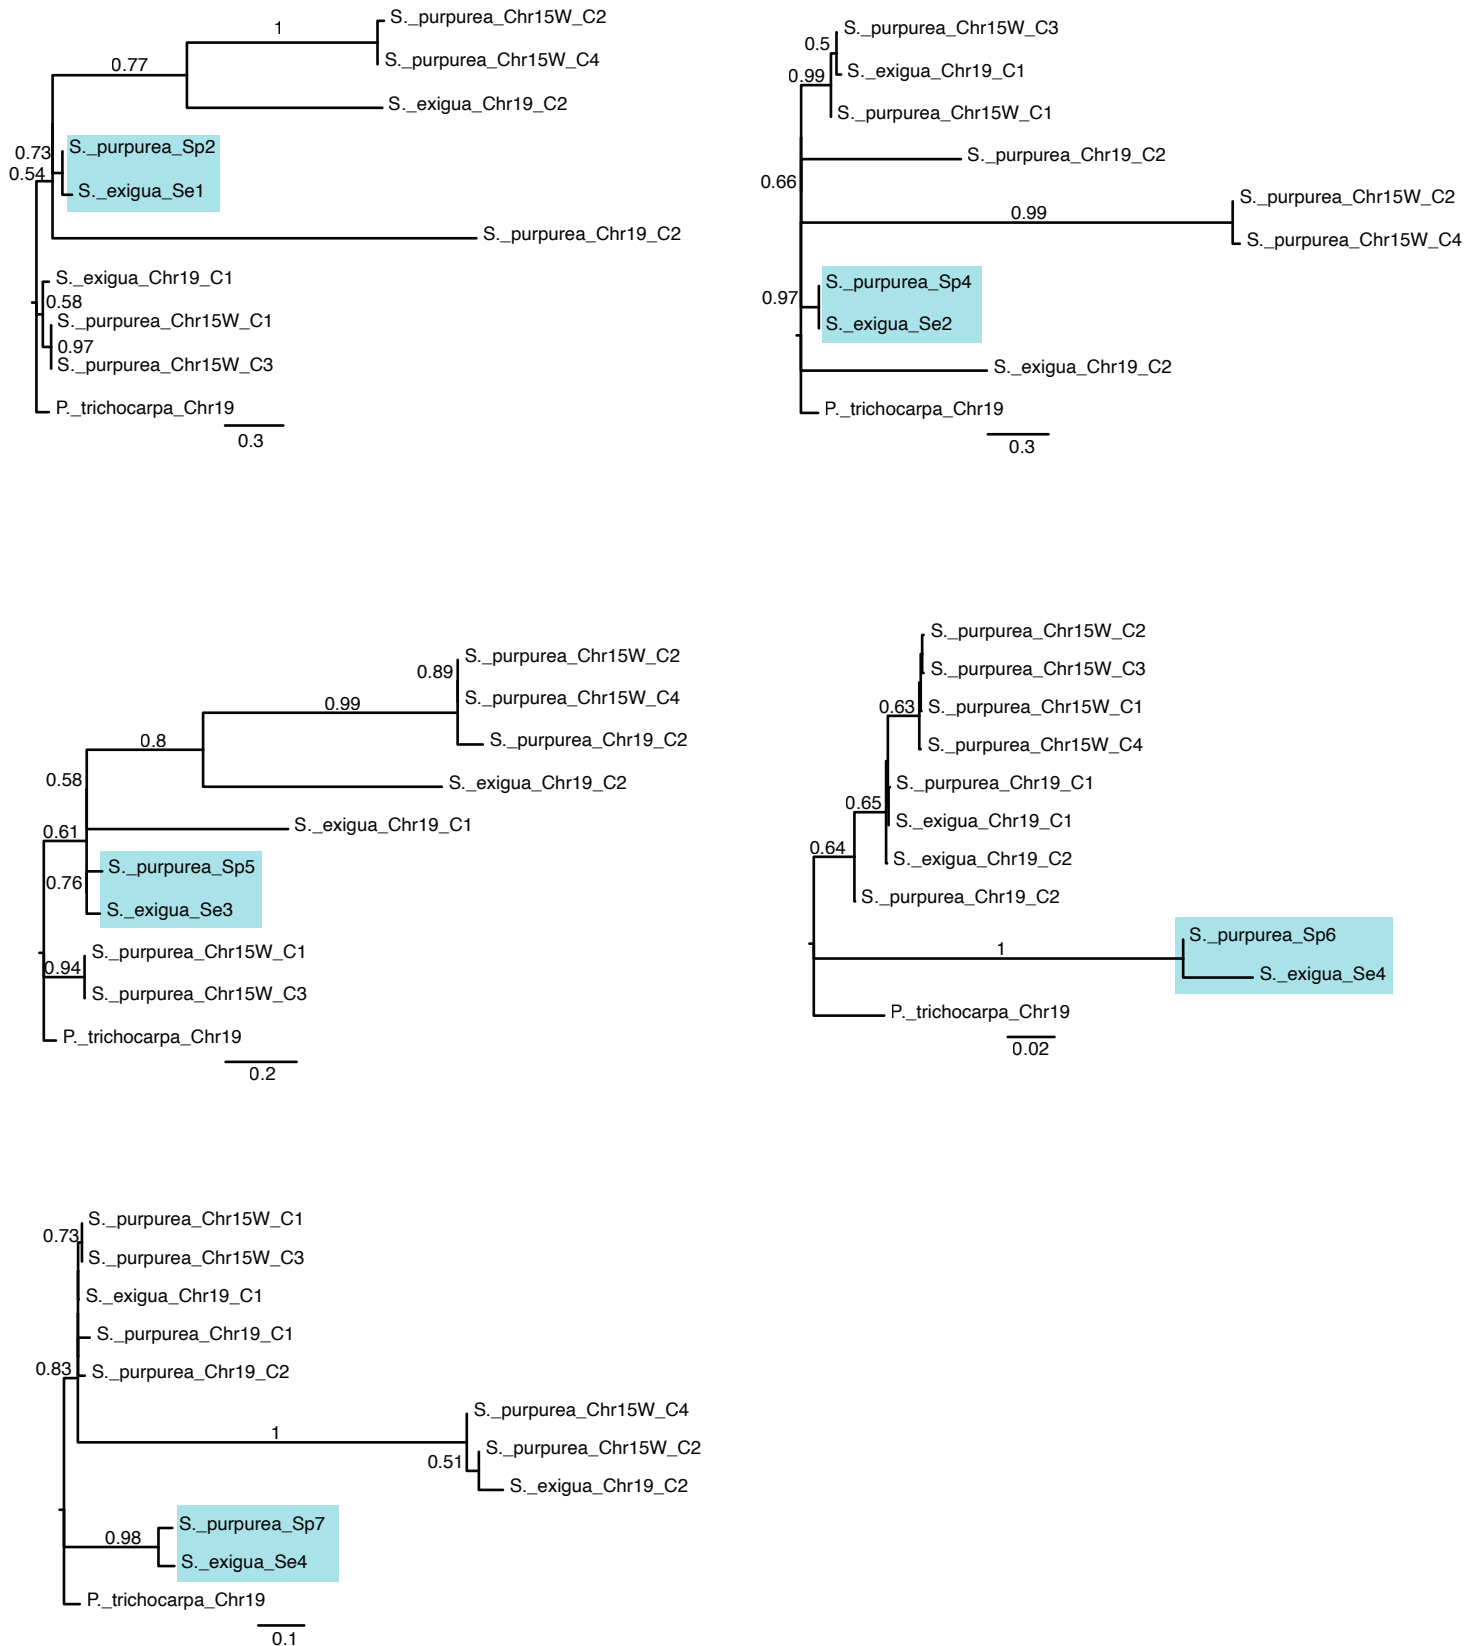 1
S._purpurea_Chr15W_C2
S._purpurea_Chr15W_C4
0.77
S._exigua_Chr19_C2
0.73
S._purpurea_Sp2
0.54
S._exigua_Se1
S._purpurea_Chr19_C2
S._exigua_Chr19_C1
0.58
S._purpurea_Chr15W_C1
0.97
S._purpurea_Chr15W_C3
P._trichocarpa_Chr19
0.3
S._purpurea_Chr15W_C3
0.5
S._exigua_Chr19_C1
0.99
S._purpurea_Chr15W_C1
S._purpurea_Chr19_C2
0.66
S._purpurea_Chr15W_C2
0.99
S._purpurea_Chr15W_C4
S._purpurea_Sp4
0.97
S._exigua_Se2
S._exigua_Chr19_C2
P._trichocarpa_Chr19
0.3
S._purpurea_Chr15W_C2
0.89
S._purpurea_Chr15W_C4
0.99
S._purpurea_Chr19_C2
0.8
0.58
S._exigua_Chr19_C2
S._exigua_Chr19_C1
0.61
S._purpurea_Sp5
0.76
S._exigua_Se3
S._purpurea_Chr15W_C1
0.94
S._purpurea_Chr15W_C3
P._trichocarpa_Chr19
0.2
S._purpurea_Chr15W_C2
S._purpurea_Chr15W_C3
0.63
S._purpurea_Chr15W_C1
S._purpurea_Chr15W_C4
S._purpurea_Chr19_C1
0.65
S._exigua_Chr19_C1
0.64
S._exigua_Chr19_C2
S._purpurea_Chr19_C2
S._purpurea_Sp6
1
S._exigua_Se4
P._trichocarpa_Chr19
0.02
S._purpurea_Chr15W_C1
0.73
S._purpurea_Chr15W_C3
S._exigua_Chr19_C1
S._purpurea_Chr19_C1
0.83
S._purpurea_Chr19_C2
S._purpurea_Chr15W_C4
1
S._purpurea_Chr15W_C2
0.51
S._exigua_Chr19_C2
S._purpurea_Sp7
0.98
S._exigua_Se4
P._trichocarpa_Chr19
0.1